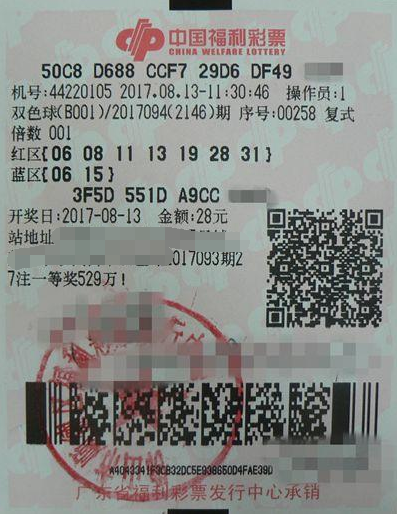 中国福利彩票
CHINA WELFARE LOTTERY
50C8 D688 CCF7 29D6 DF49
机号:44220105 2017.08.13-11:30:46 操作员:1
双色球(B001)/2017094(2146)期 序号:00258 复式
倍数 001
红区[06 08 11 13 19 28 31}
蓝区[06 15}
3F5D 551D A9CC
开奖日:2017-08-13 金额:28元
站地址
2017093期2
7注一等奖529万!
A4043341F3CB32DC5E938650D4FAE39D
广东省福利彩票发行中心承销